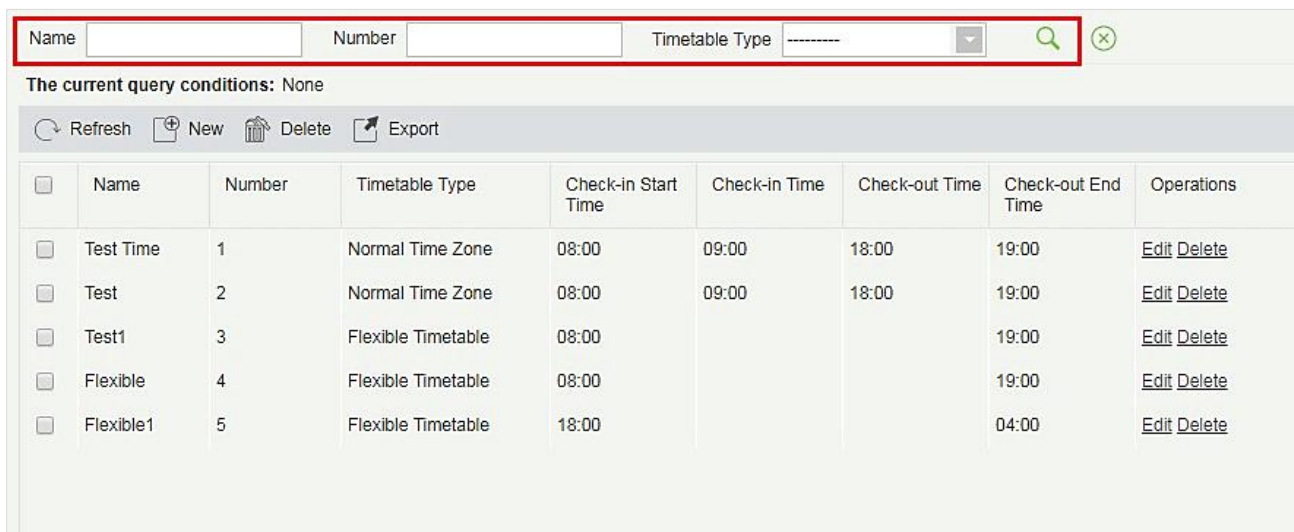 Name Number Timetable Type ---------
The current query conditions: None
Refresh New Delete Export
Name Number Timetable Type Check-in Start Time Check-in Time Check-out Time Check-out End Time Operations
Test Time 1 Normal Time Zone 08:00 09:00 18:00 19:00 Edit Delete
Test 2 Normal Time Zone 08:00 09:00 18:00 19:00 Edit Delete
Test1 3 Flexible Timetable 08:00 19:00 Edit Delete
Flexible 4 Flexible Timetable 08:00 19:00 Edit Delete
Flexible1 5 Flexible Timetable 18:00 04:00 Edit Delete